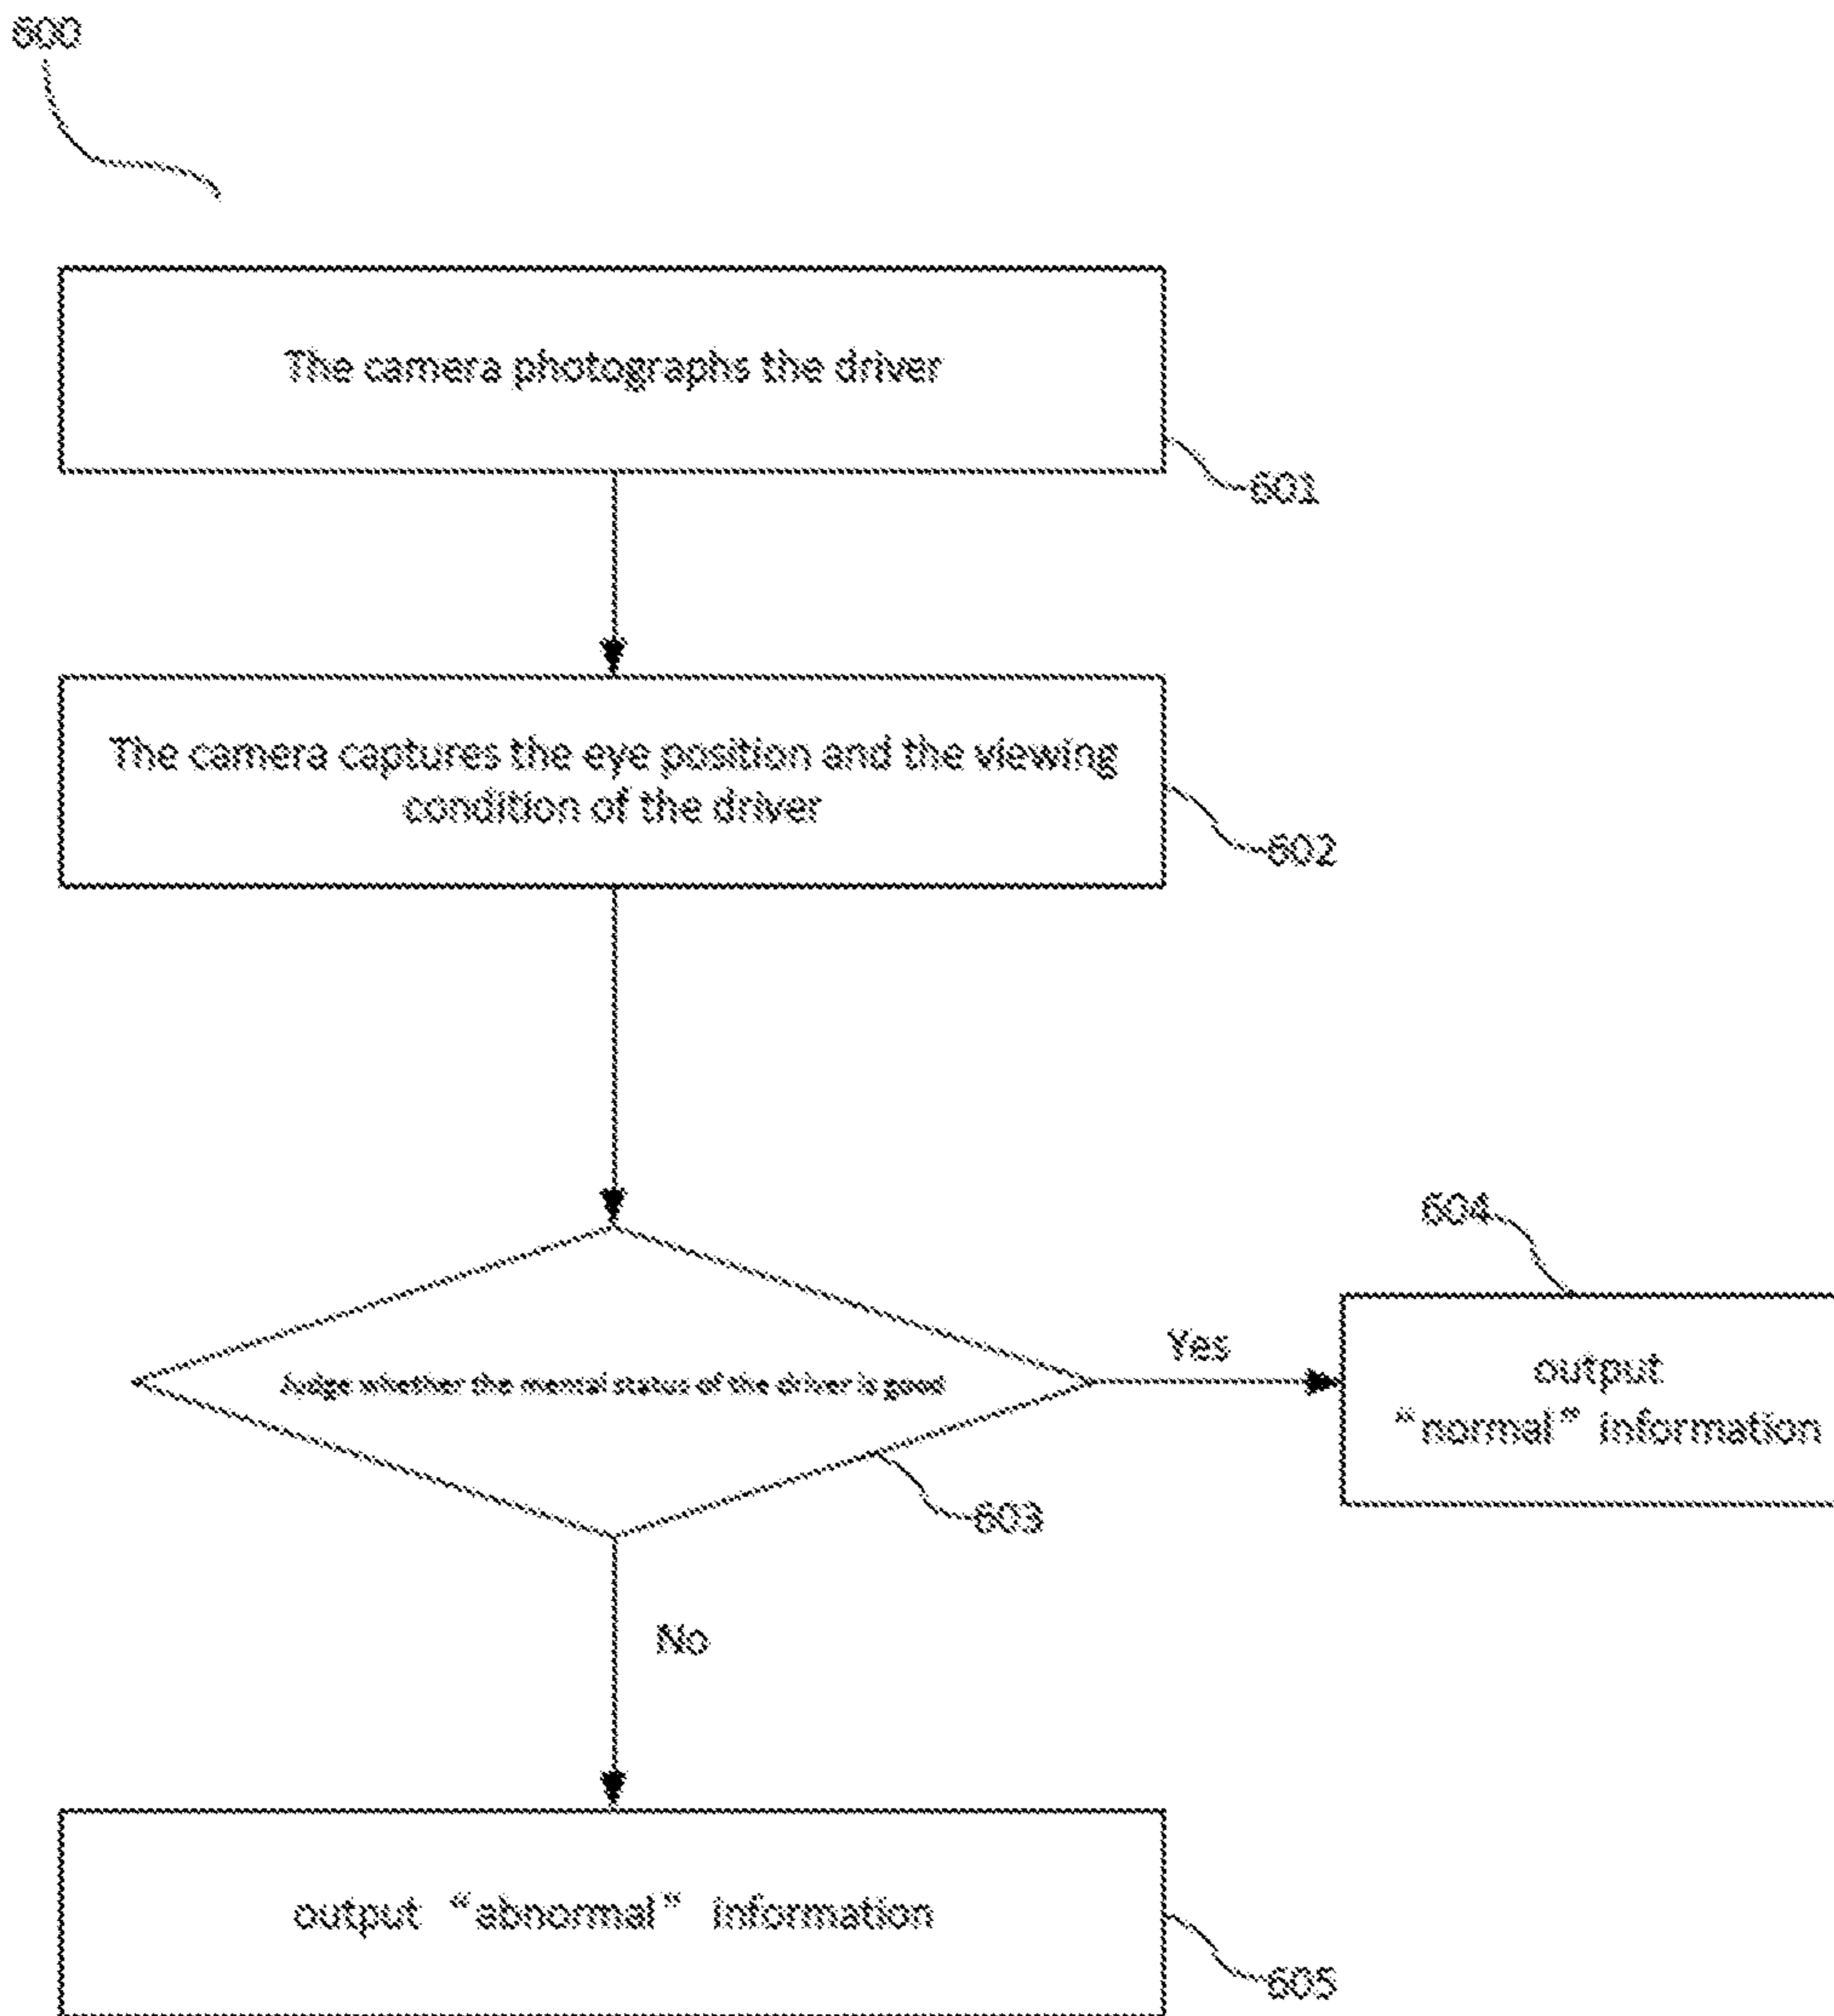 600
The camera photographs the driver
601
The camera captures the eye position and the viewing
condition of the driver
602
604
Yes
output
“normal” information
Judge whether the mental status of the driver is good
603
No
output “abnormal” information
605